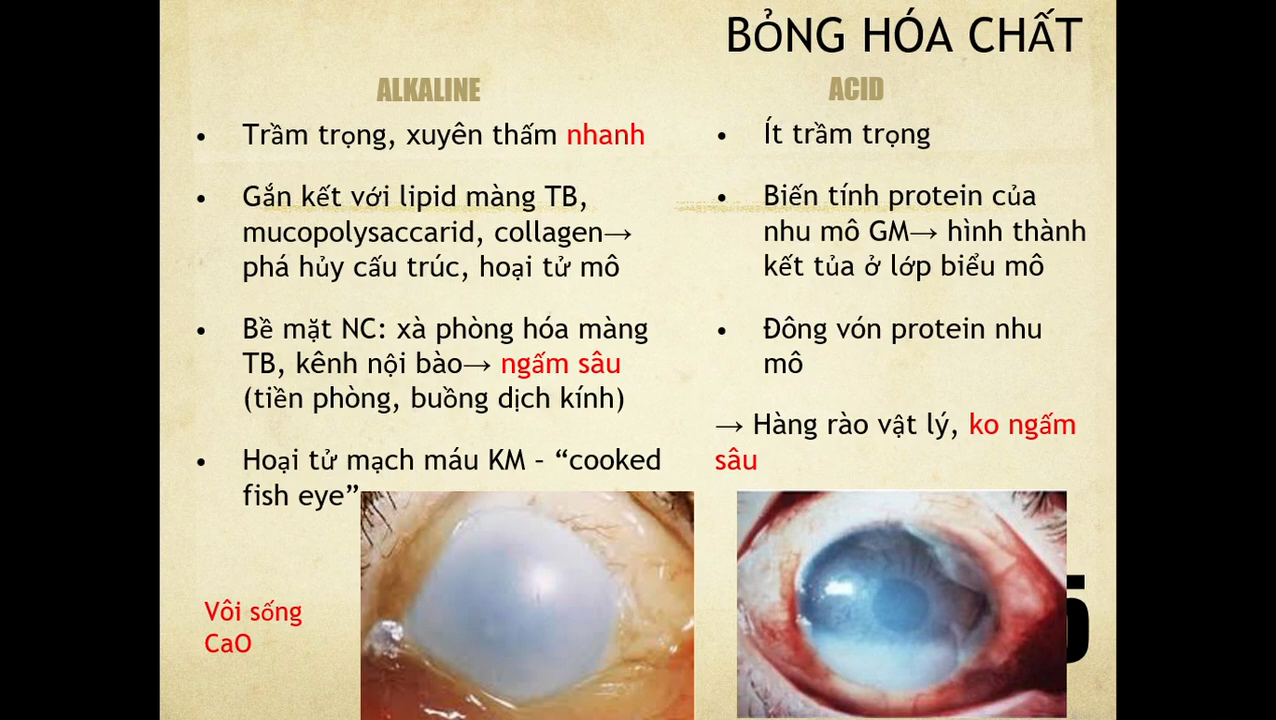 BỎNG HÓA CHẤT
ALKALINE
• Trầm trọng, xuyên thấm nhanh
• Gắn kết với lipid màng TB,
mucopolysaccarid, collagen→
phá hủy cấu trúc, hoại tử mô
• Bề mặt NC: xà phòng hóa màng
TB, kênh nội bào→ ngấm sâu
(tiền phòng, buồng dịch kính)
• Hoại tử mạch máu KM – “cooked
fish eye”
Vôi sống
CaO
ACID
• Ít trầm trọng
• Biến tính protein của
nhu mô GM→ hình thành
kết tủa ở lớp biểu mô
• Đông vón protein nhu
mô
→ Hàng rào vật lý, ko ngấm
sâu